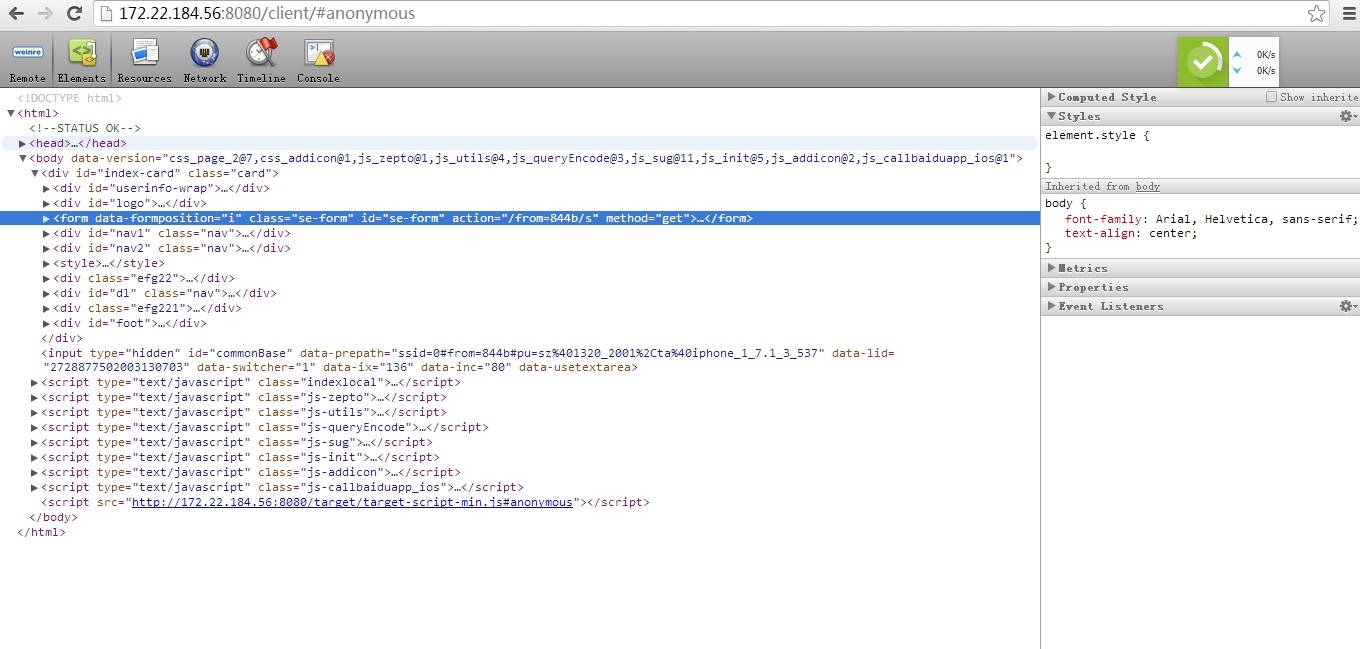 172.22.184.56:8080/client/#anonymous
weinre
Remote Elements Resources Network Timeline Console
0K/s
0K/s
<!DOCTYPE html>
<html>
<!--STATUS OK-->
<head>…</head>
<body data-version="css_page_2@7,css_addicon@1,js_zepto@1,js_utils@4,js_queryEncode@3,js_sug@11,js_init@5,js_addicon@2,js_callbaiduapp_ios@1">
<div id="index-card" class="card">
<div id="userinfo-wrap">…</div>
<div id="logo">…</div>
<form data-formposition="i" class="se-form" id="se-form" action="/from=844b/s" method="get">…</form>
<div id="nav1" class="nav">…</div>
<div id="nav2" class="nav">…</div>
<style>…</style>
<div class="efg22">…</div>
<div id="dl" class="nav">…</div>
<div class="efg221">…</div>
<div id="foot">…</div>
</div>
<input type="hidden" id="commonBase" data-prepath="ssid=0#from=844b#pu=sz%401320_2001%2Cta%40iphone_1_7.1_3_537" data-lid=
"2728877502003130703" data-switcher="1" data-ix="136" data-inc="80" data-usetextarea>
<script type="text/javascript" class="indexlocal">…</script>
<script type="text/javascript" class="js-zepto">…</script>
<script type="text/javascript" class="js-utils">…</script>
<script type="text/javascript" class="js-queryEncode">…</script>
<script type="text/javascript" class="js-sug">…</script>
<script type="text/javascript" class="js-init">…</script>
<script type="text/javascript" class="js-addicon">…</script>
<script type="text/javascript" class="js-callbaiduapp_ios">…</script>
<script src="http://172.22.184.56:8080/target/target-script-min.js#anonymous"></script>
</body>
</html>
Computed Style Show inherite
Styles
element.style {
}
Inherited from body
body {
font-family: Arial, Helvetica, sans-serif;
text-align: center;
}
Metrics
Properties
Event Listeners